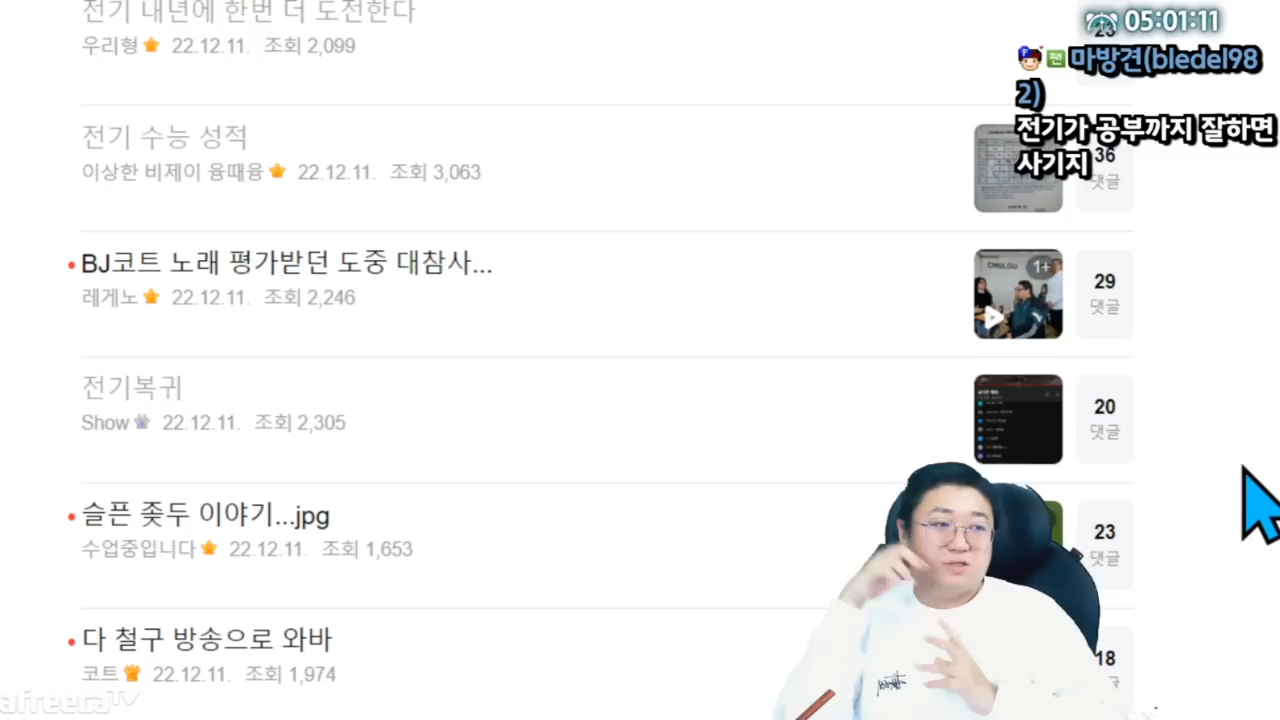 전기 내년에 한번 더 도전한다
우리형 22.12.11. 조회 2,099
23
05:01:11
팬 마방견(bledel98
2)
전기가 공부까지 잘하면
사기지
전기 수능 성적
이상한 비제이 융때융 22.12.11. 조회 3,063
36
댓글
BJ코트 노래 평가받던 도중 대참사...
레게노 22.12.11. 조회 2,246
CHULGU
1+
29
댓글
전기복귀
Show 22.12.11. 조회 2,305
20
댓글
슬픈 좆두 이야기...jpg
수업중입니다 22.12.11. 조회 1,653
23
댓글
다 철구 방송으로 와바
코트 22.12.11. 조회 1,974
18
afreecaTV